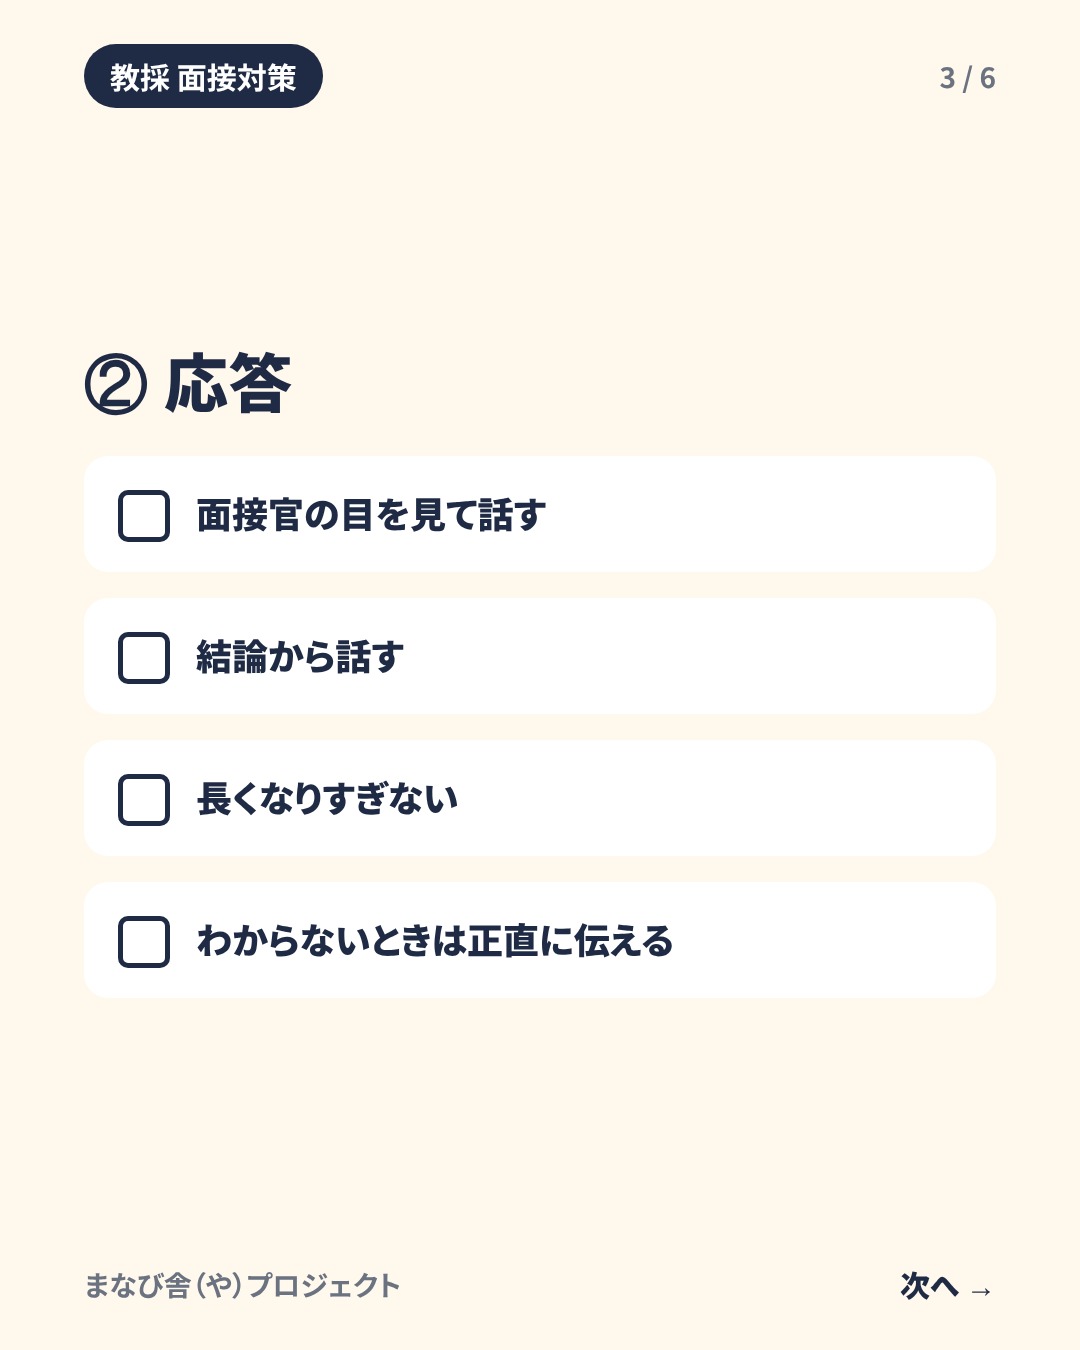 教採 面接対策
3 / 6
② 応答
面接官の目を見て話す
結論から話す
長くなりすぎない
わからないときは正直に伝える
まなび舎（や）プロジェクト
次へ →